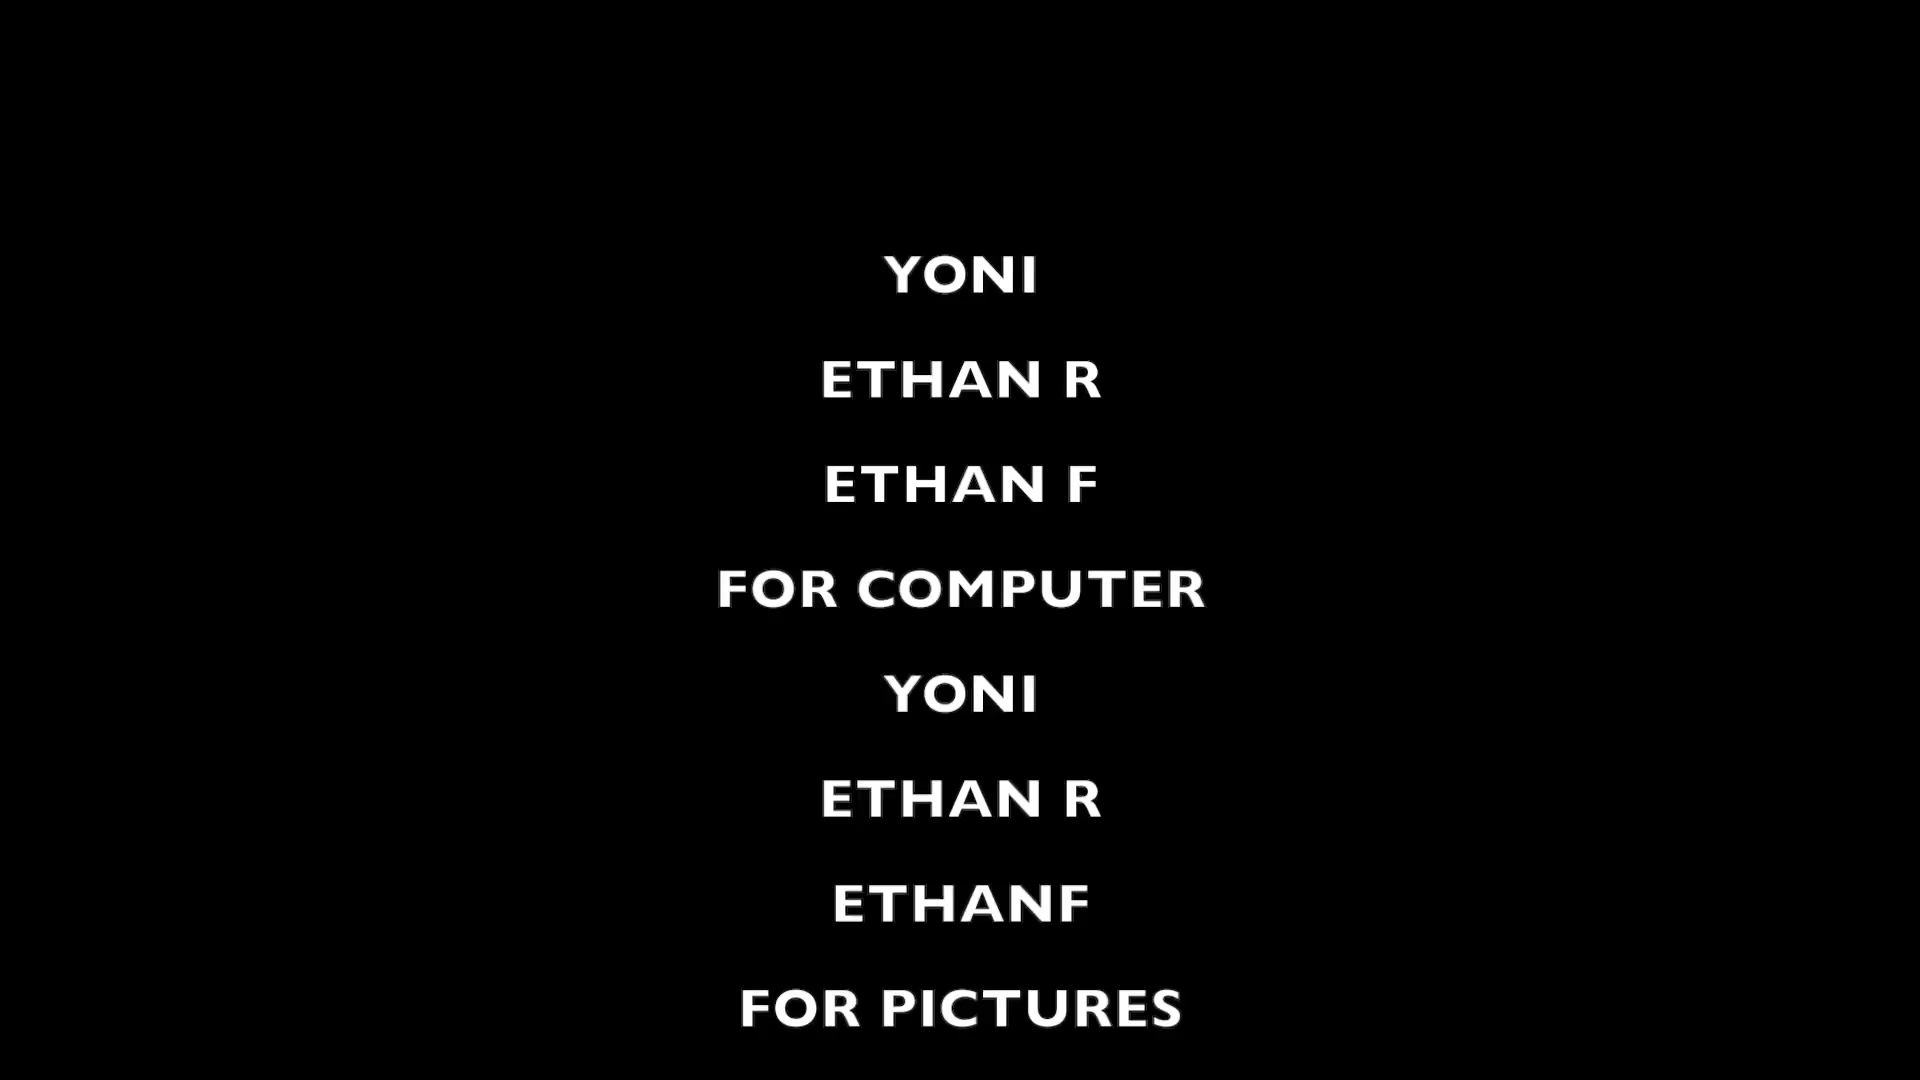 YONI
ETHAN R
ETHAN F
FOR COMPUTER
YONI
ETHAN R
ETHANF
FOR PICTURES